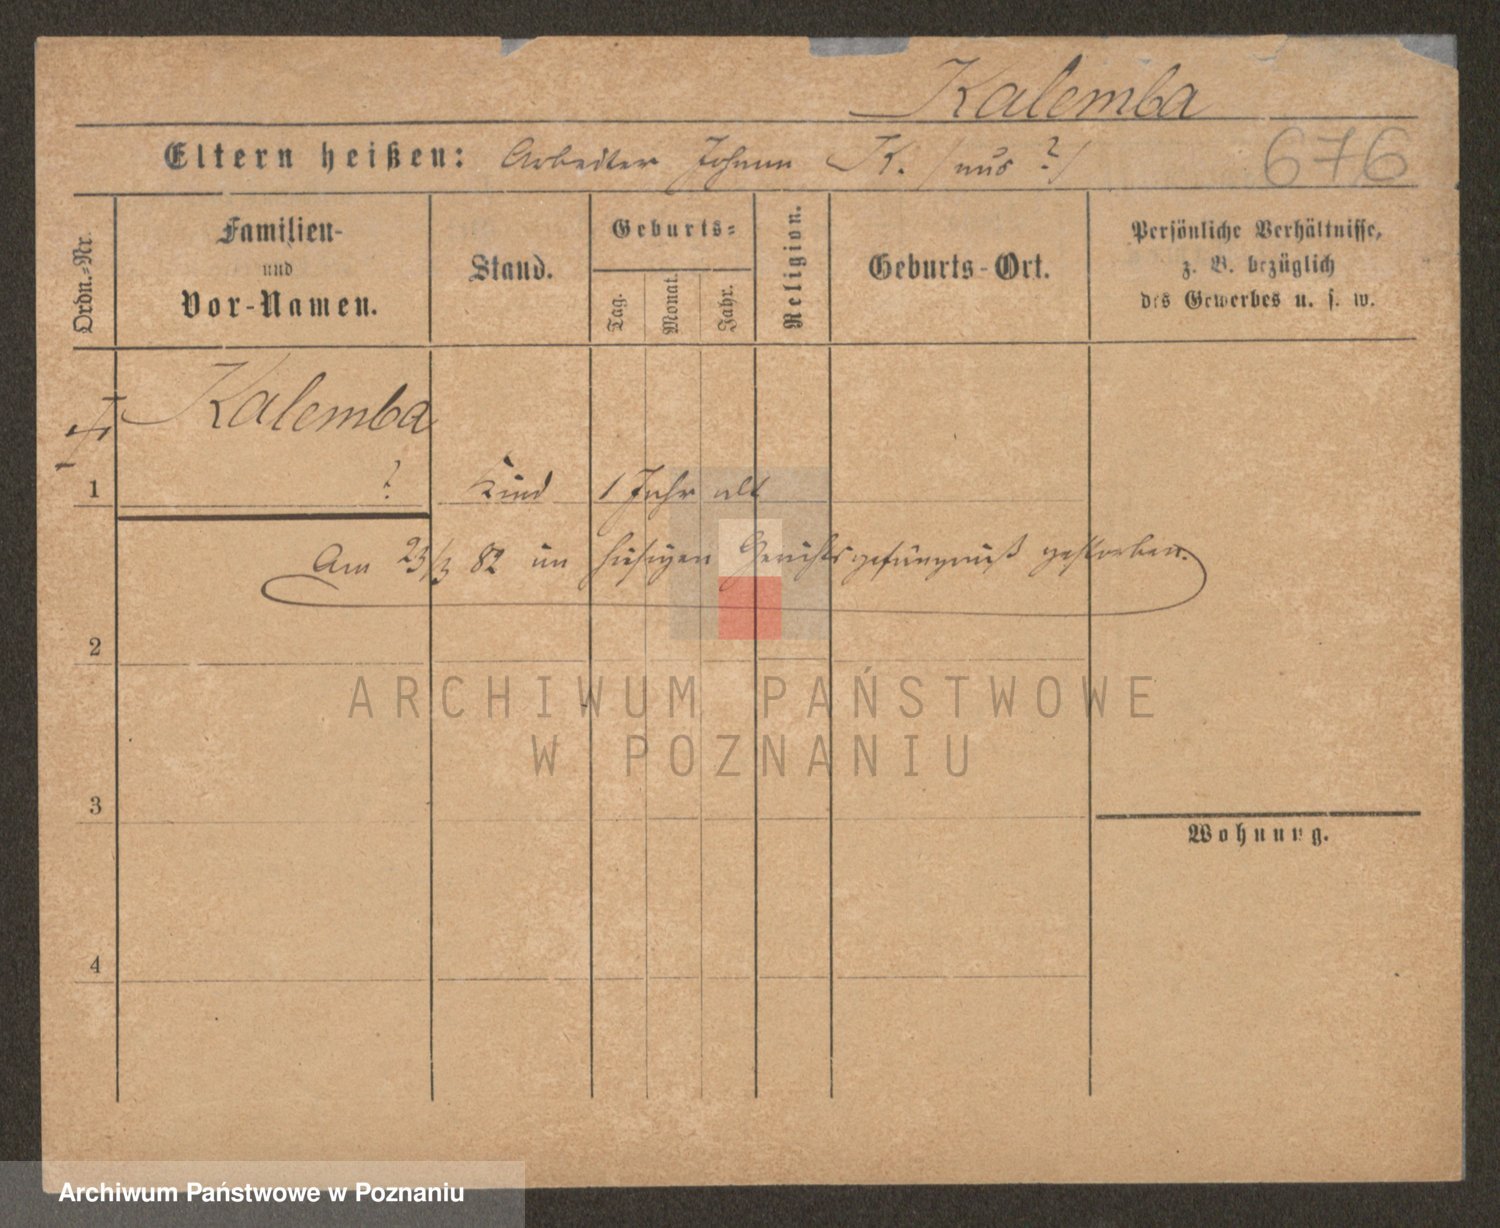 Kalemba
Eltern heißen: Arbeiter Johann K. (aus ?)
676
Ordn.-Nr.
Familien-
und
Vor-Namen.
Stand.
Geburts-
Tag.
Monat.
Jahr.
Religion.
Geburts-Ort.
Persönliche Verhältnisse,
z. B. bezüglich
des Gewerbes u. s. w.
Kalemba
1 ? Kind 1 Jahr alt
Am 23/3 82 im hiesigen Gerichtsgefängniß gestorben.
2
ARCHIWUM PAŃSTWOWE
W POZNANIU
3
Wohnung.
4
Archiwum Państwowe w Poznaniu